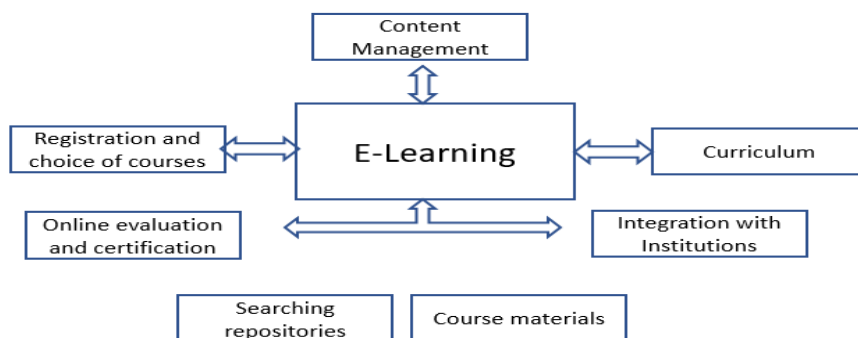 Content
Management
Registration and
choice of courses
E-Learning
Curriculum
Online evaluation
and certification
Integration with
Institutions
Searching
repositories
Course materials